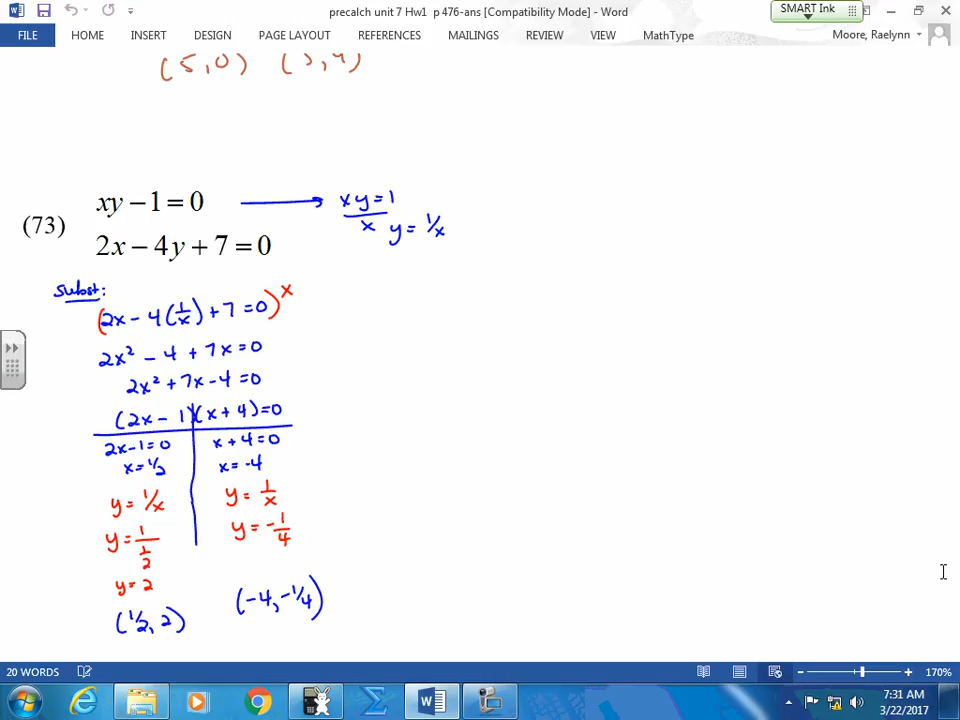 precalch unit 7 Hw1 p 476-ans [Compatibility Mode] - Word
SMART Ink
FILE HOME INSERT DESIGN PAGE LAYOUT REFERENCES MAILINGS REVIEW VIEW MathType Moore, Raelynn
(5,0) (3,4)
(73)
xy − 1 = 0
xy = 1
x
y = 1/x
2x − 4y + 7 = 0
subst:
(2x − 4(1/x) + 7 = 0)x
2x² − 4 + 7x = 0
2x² + 7x − 4 = 0
(2x − 1)(x + 4) = 0
2x − 1 = 0 x + 4 = 0
x = 1/2 x = -4
y = 1/x y = 1/x
y = 1/(1/2) y = -1/4
y = 2
(1/2, 2) (-4, -1/4)
20 WORDS 170%
7:31 AM
3/22/2017